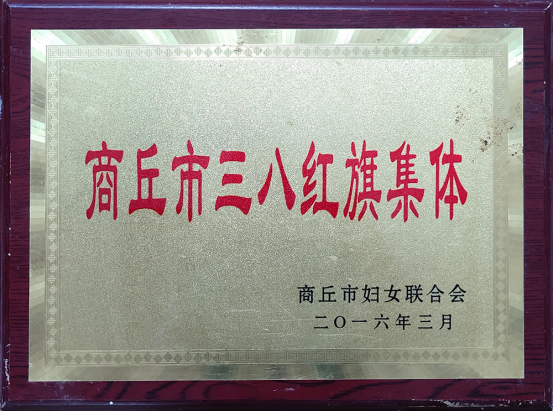 商丘市三八红旗集体
商丘市妇女联合会
二〇一六年三月